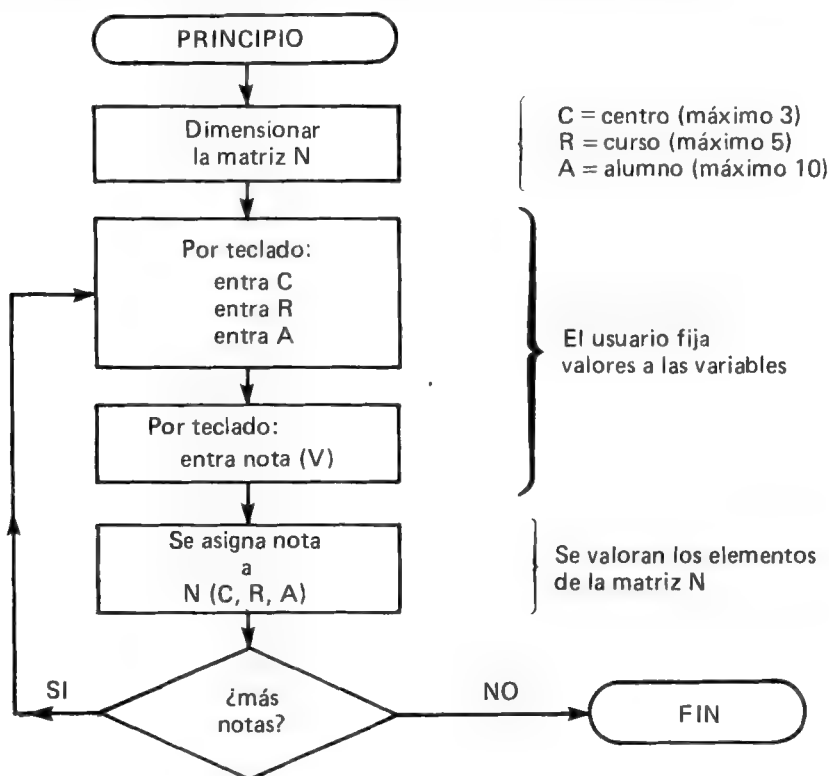 PRINCIPIO
Dimensionar
la matriz N
C = centro (máximo 3)
R = curso (máximo 5)
A = alumno (máximo 10)
Por teclado:
entra C
entra R
entra A
El usuario fija
valores a las variables
Por teclado:
entra nota (V)
Se asigna nota
a
N (C, R, A)
Se valoran los elementos
de la matriz N
SI
¿más
notas?
NO
FIN